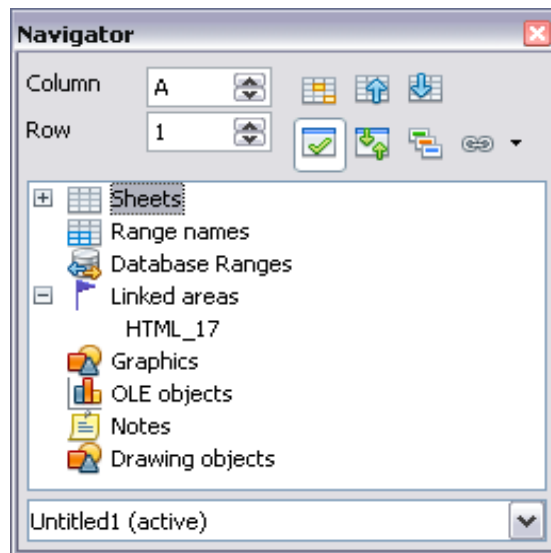 Navigator
Column A
Row 1
Sheets
Range names
Database Ranges
Linked areas
HTML_17
Graphics
OLE objects
Notes
Drawing objects
Untitled1 (active)